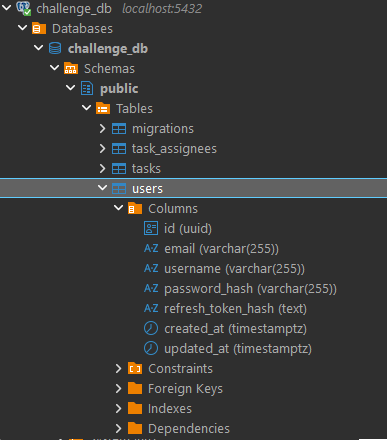 challenge_db localhost:5432
Databases
challenge_db
Schemas
public
Tables
migrations
task_assignees
tasks
users
Columns
id (uuid)
A-Z email (varchar(255))
A-Z username (varchar(255))
A-Z password_hash (varchar(255))
A-Z refresh_token_hash (text)
created_at (timestamptz)
updated_at (timestamptz)
Constraints
Foreign Keys
Indexes
Dependencies